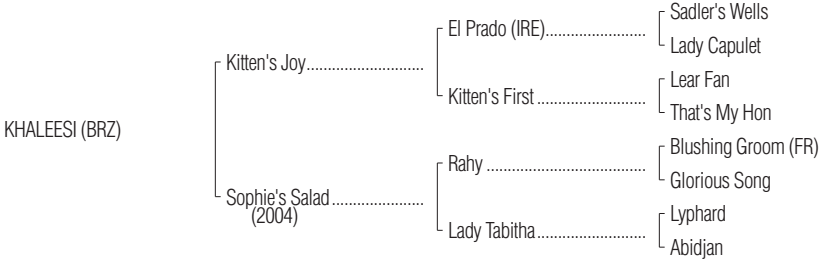 Sadler's Wells
El Prado (IRE)........................
Lady Capulet
Kitten's Joy............................
Lear Fan
Kitten's First ..........................
That's My Hon
KHALEESI (BRZ)
Blushing Groom (FR)
Rahy ......................................
Glorious Song
Sophie's Salad ......................
(2004)
Lyphard
Lady Tabitha..........................
Abidjan